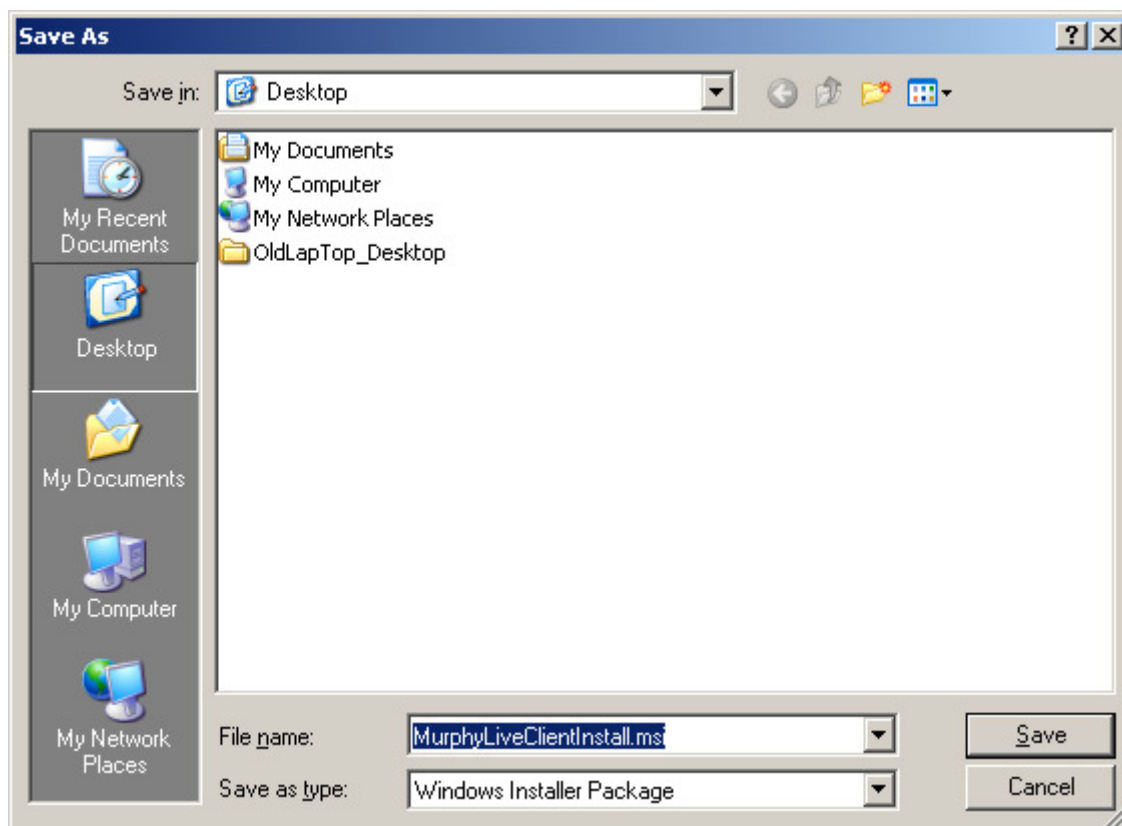 Save As
Save in:
Desktop
My Recent
Documents
Desktop
My Documents
My Computer
My Network
Places
My Documents
My Computer
My Network Places
OldLapTop_Desktop
File name:
MurphyLiveClientInstall.msi
Save
Save as type:
Windows Installer Package
Cancel